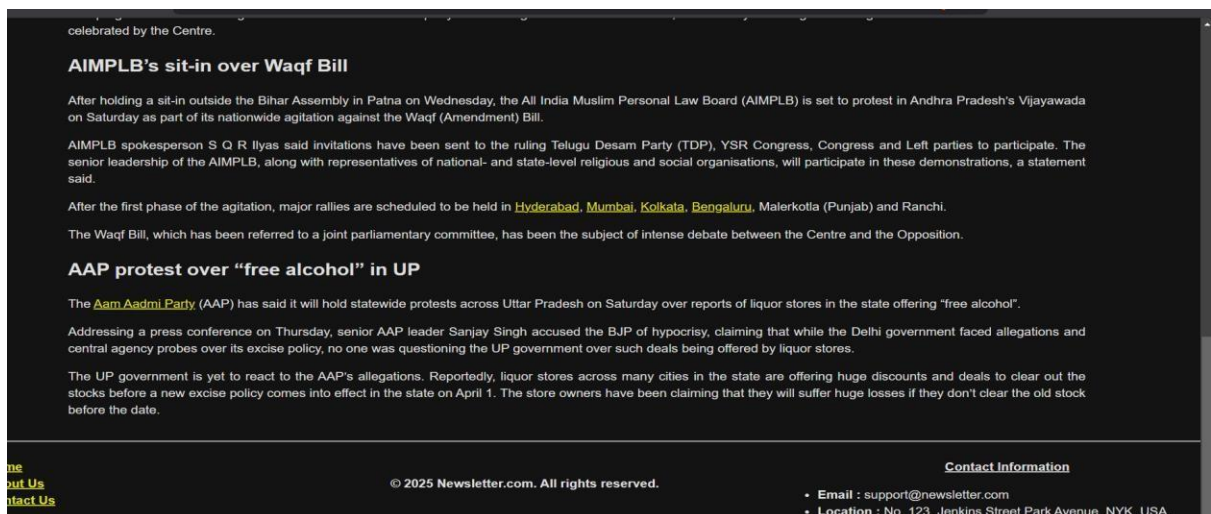 celebrated by the Centre.
AIMPLB's sit-in over Waqf Bill
After holding a sit-in outside the Bihar Assembly in Patna on Wednesday, the All India Muslim Personal Law Board (AIMPLB) is set to protest in Andhra Pradesh's Vijayawada
on Saturday as part of its nationwide agitation against the Waqf (Amendment) Bill.
AIMPLB spokesperson S Q R Ilyas said invitations have been sent to the ruling Telugu Desam Party (TDP), YSR Congress, Congress and Left parties to participate. The
senior leadership of the AIMPLB, along with representatives of national- and state-level religious and social organisations, will participate in these demonstrations, a statement
said.
After the first phase of the agitation, major rallies are scheduled to be held in Hyderabad, Mumbai, Kolkata, Bengaluru, Malerkotla (Punjab) and Ranchi.
The Waqf Bill, which has been referred to a joint parliamentary committee, has been the subject of intense debate between the Centre and the Opposition.
AAP protest over “free alcohol” in UP
The Aam Aadmi Party (AAP) has said it will hold statewide protests across Uttar Pradesh on Saturday over reports of liquor stores in the state offering “free alcohol”.
Addressing a press conference on Thursday, senior AAP leader Sanjay Singh accused the BJP of hypocrisy, claiming that while the Delhi government faced allegations and
central agency probes over its excise policy, no one was questioning the UP government over such deals being offered by liquor stores.
The UP government is yet to react to the AAP's allegations. Reportedly, liquor stores across many cities in the state are offering huge discounts and deals to clear out the
stocks before a new excise policy comes into effect in the state on April 1. The store owners have been claiming that they will suffer huge losses if they don't clear the old stock
before the date.
me
out Us
ntact Us
© 2025 Newsletter.com. All rights reserved.
Contact Information
• Email : support@newsletter.com
• Location : No. 123, Jenkins Street Park Avenue, NYK, USA